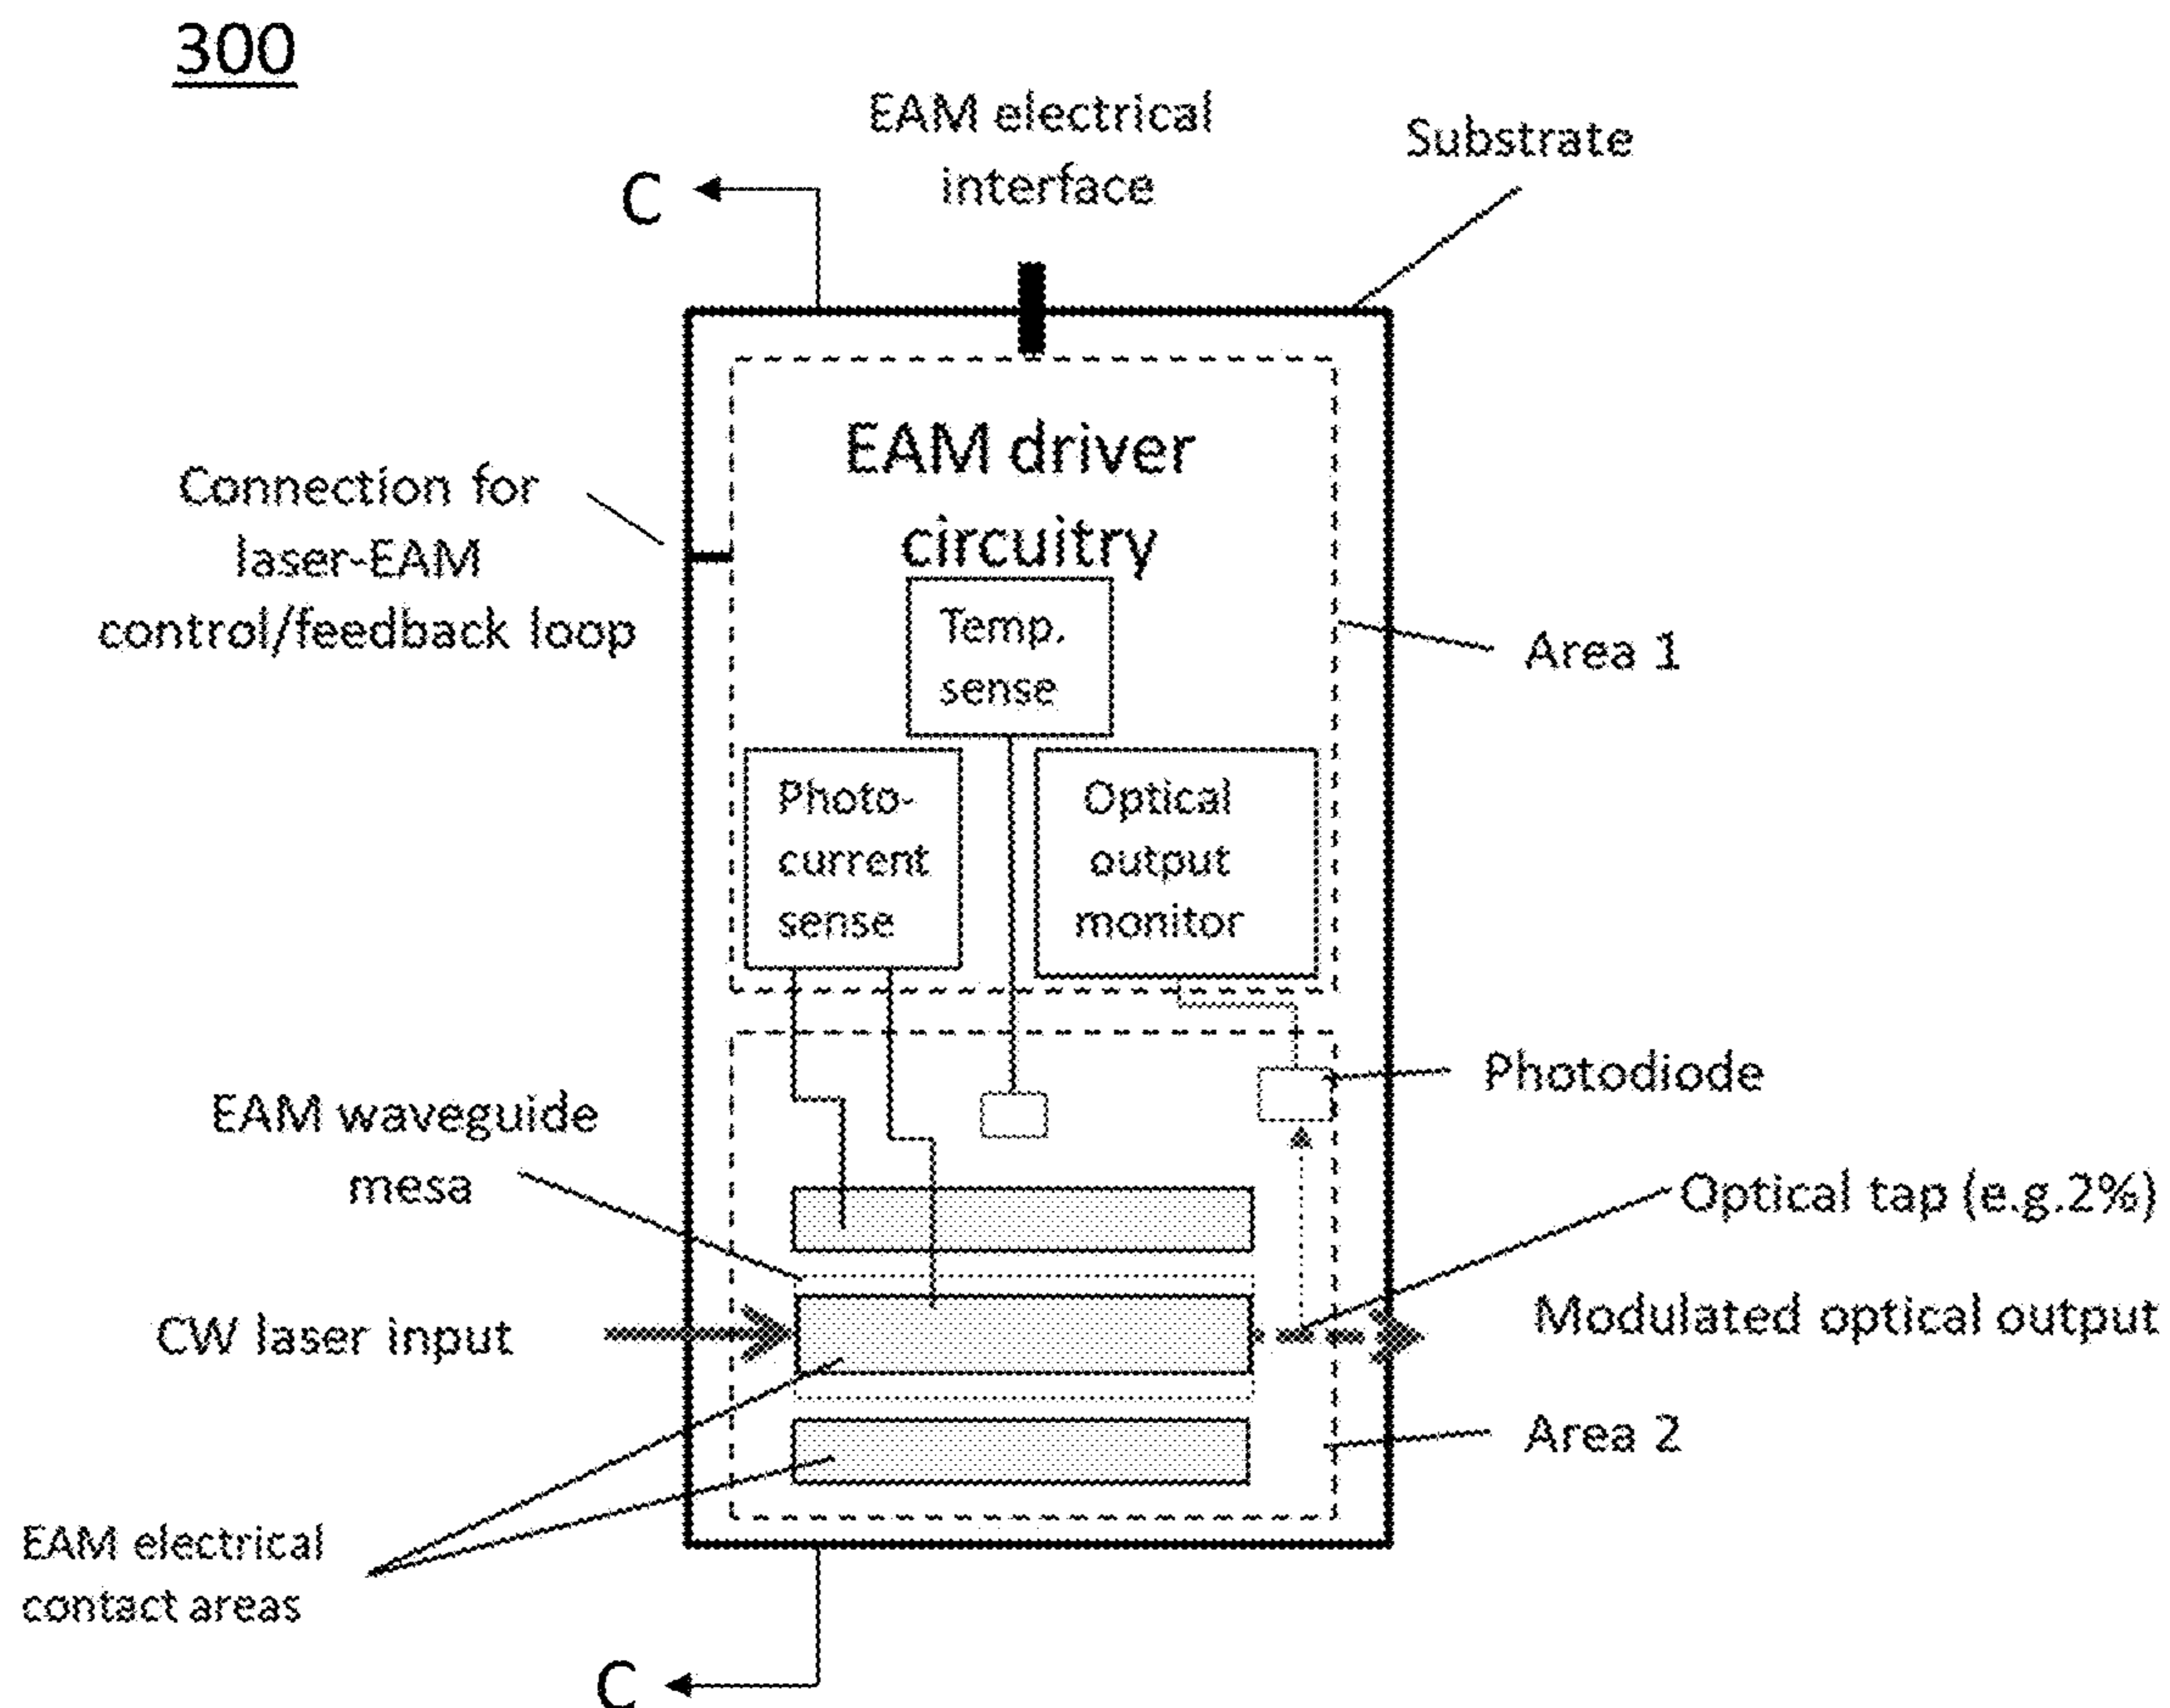 300
EAM electrical
interface
Substrate
C
EAM driver
circuitry
Connection for
laser-EAM
control/feedback loop
Temp.
sense
Area 1
Photo-
current
sense
Optical
output
monitor
Photodiode
EAM waveguide
mesa
Optical tap (e.g.2%)
CW laser input
Modulated optical output
Area 2
EAM electrical
contact areas
C